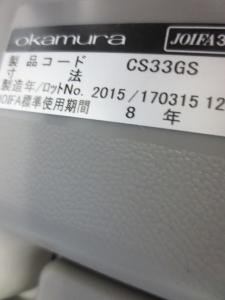 okamura JOIFA3
製品コード CS33GS
寸法
製造年/ロットNo. 2015/170315 12
JOIFA標準使用期間 8 年